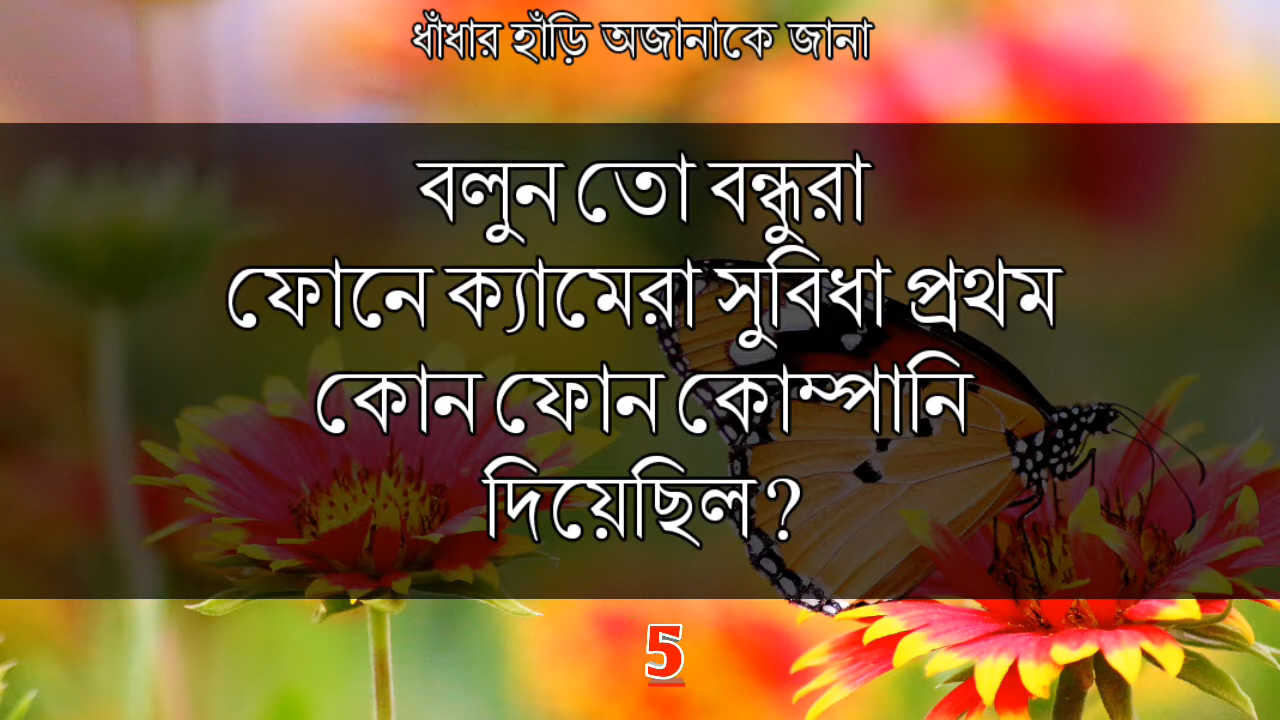 ধাঁধার হাঁড়ি অজানাকে জানা
বলুন তো বন্ধুরা
ফোনে ক্যামেরা সুবিধা প্রথম
কোন ফোন কোম্পানি
দিয়েছিল?
5